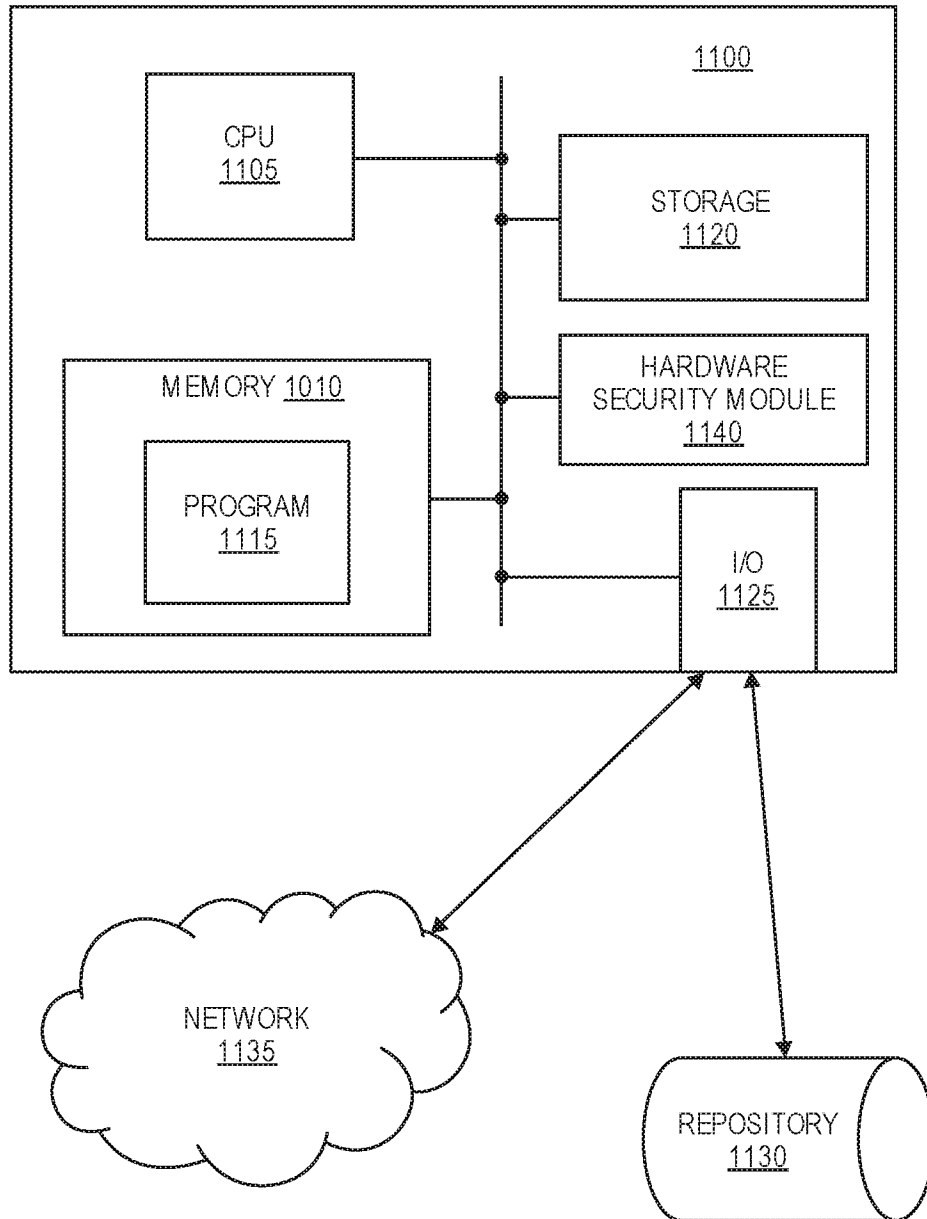 1100
CPU
1105
STORAGE
1120
HARDWARE
SECURITY MODULE
1140
MEMORY 1010
PROGRAM
1115
I/O
1125
NETWORK
1135
REPOSITORY
1130